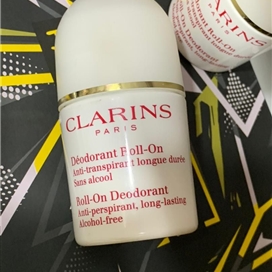 CLARINS
PARIS
Déodorant Roll-On
Anti-transpirant longue durée
Sans alcool
Roll-On Deodorant
Anti-perspirant, long-lasting
Alcohol-free
CLARINS